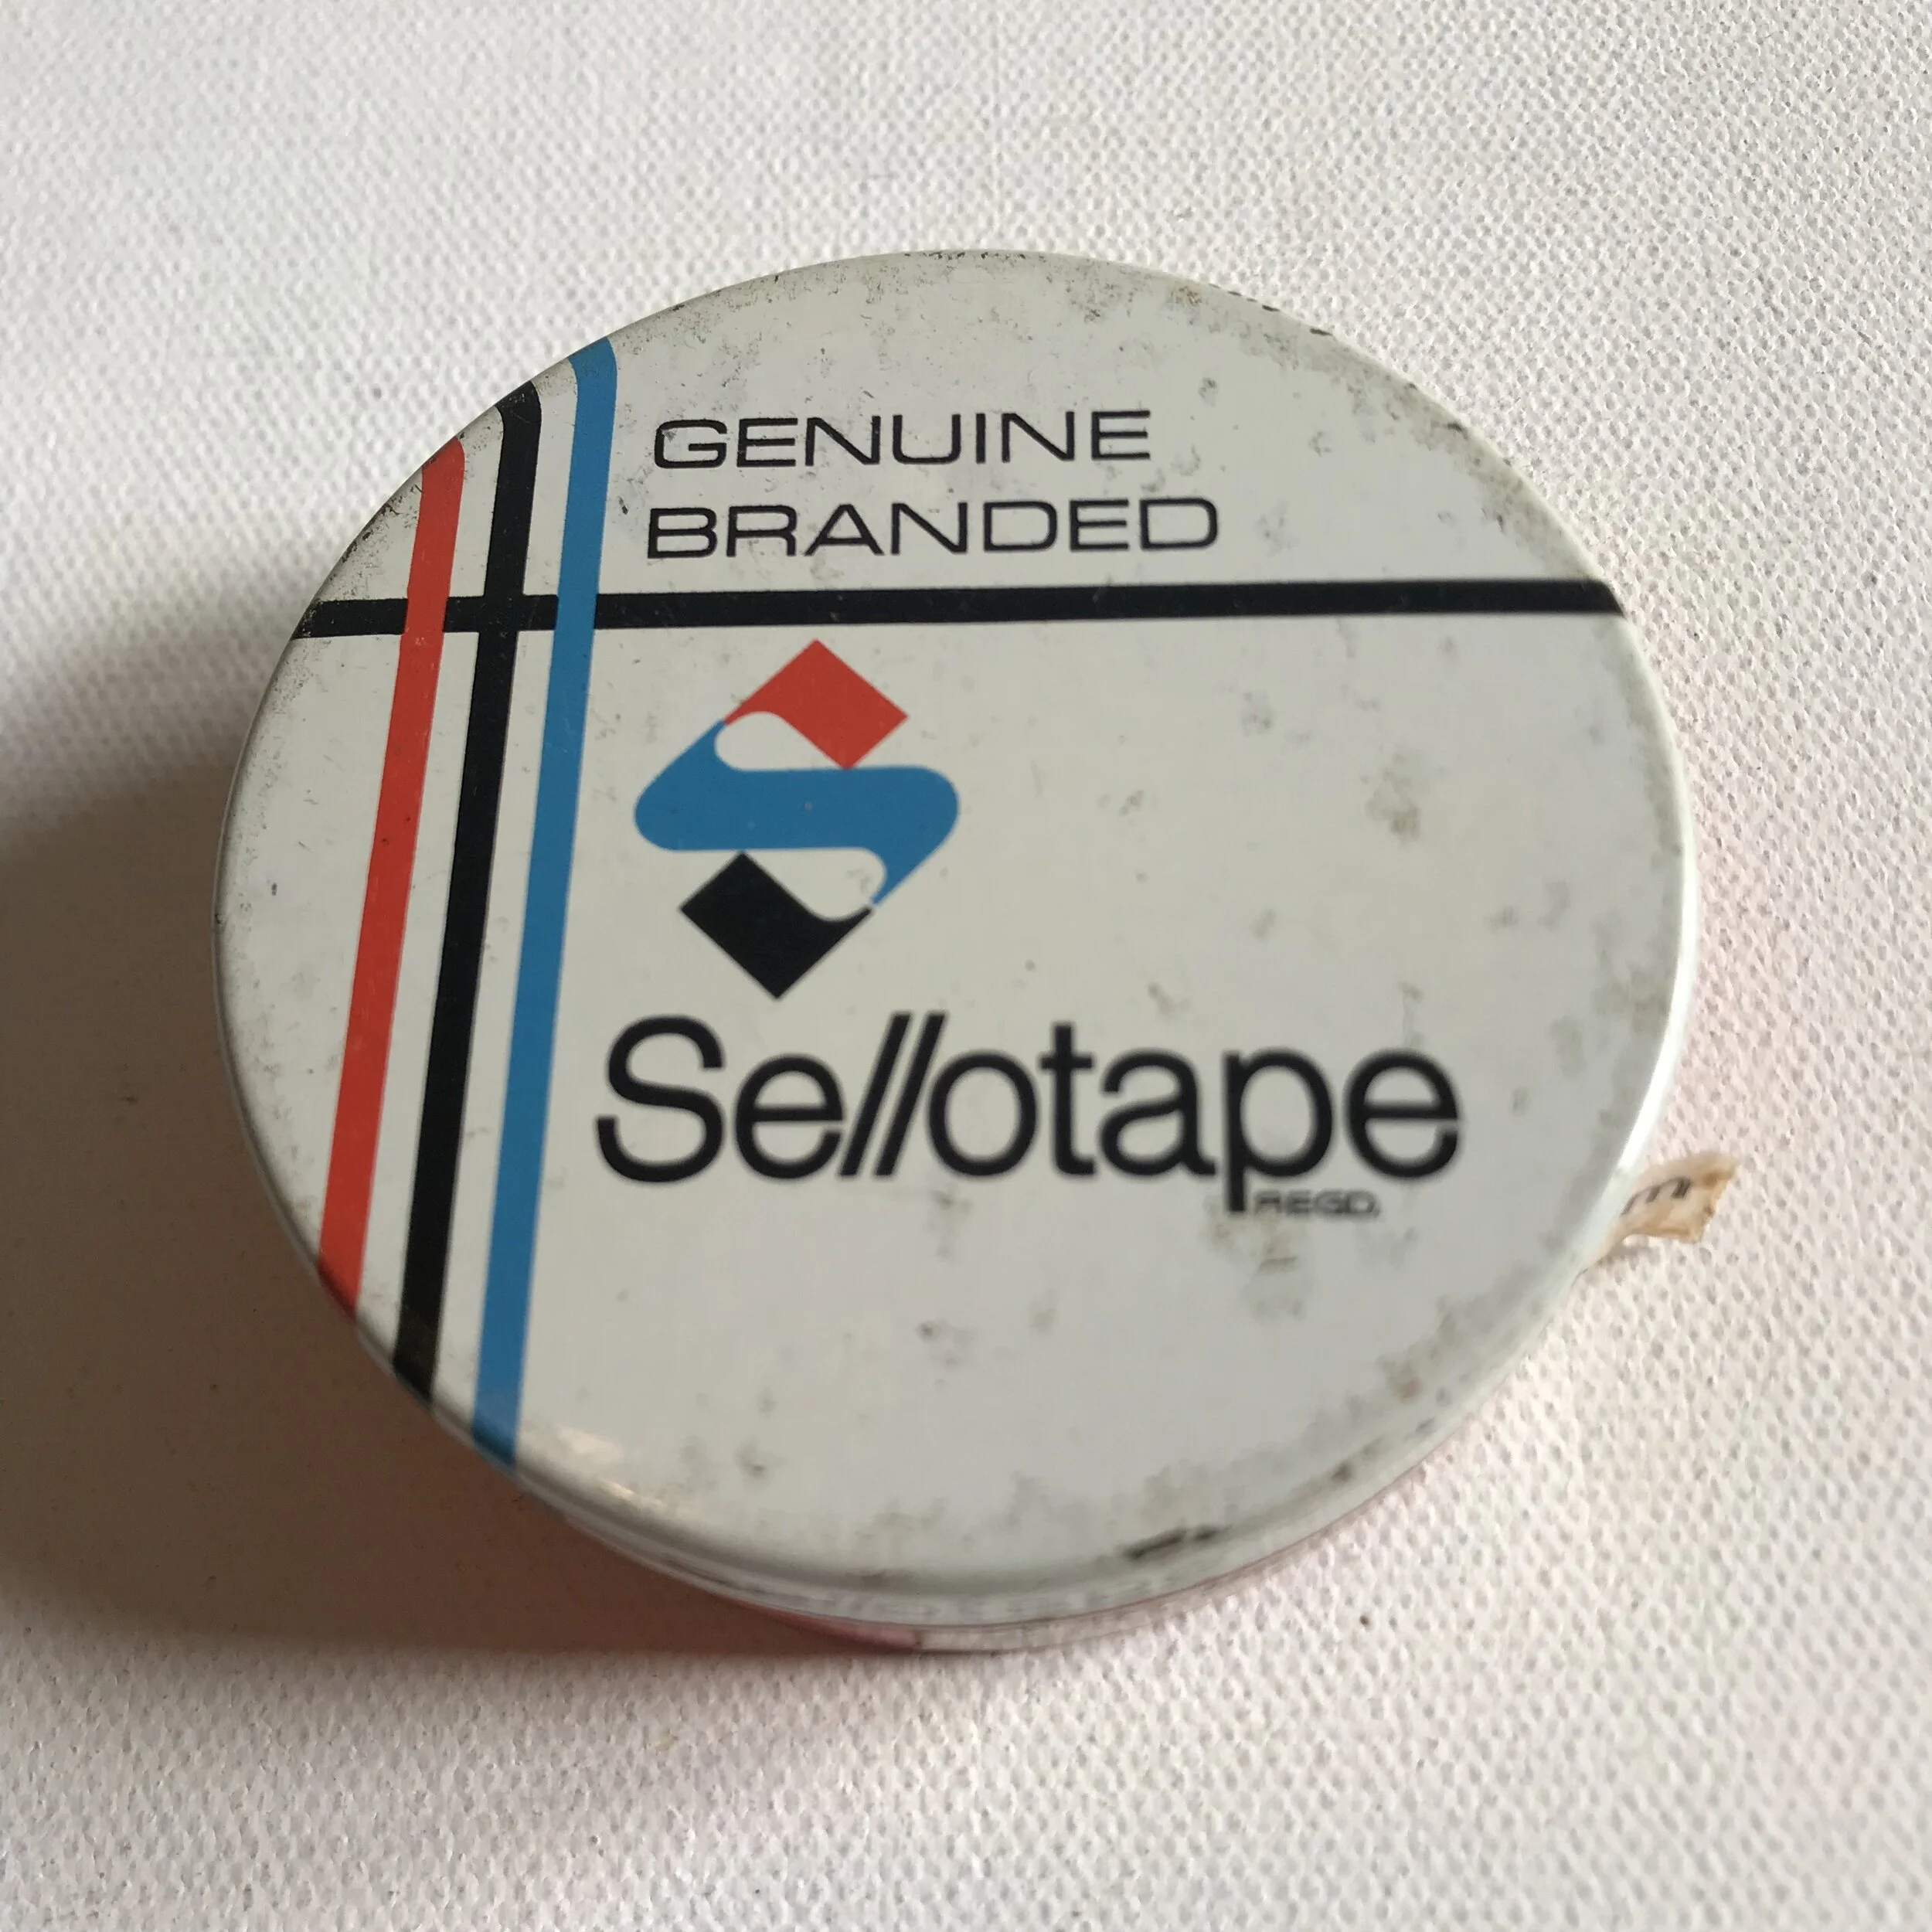 GENUINE
BRANDED
Sellotape
REGD.